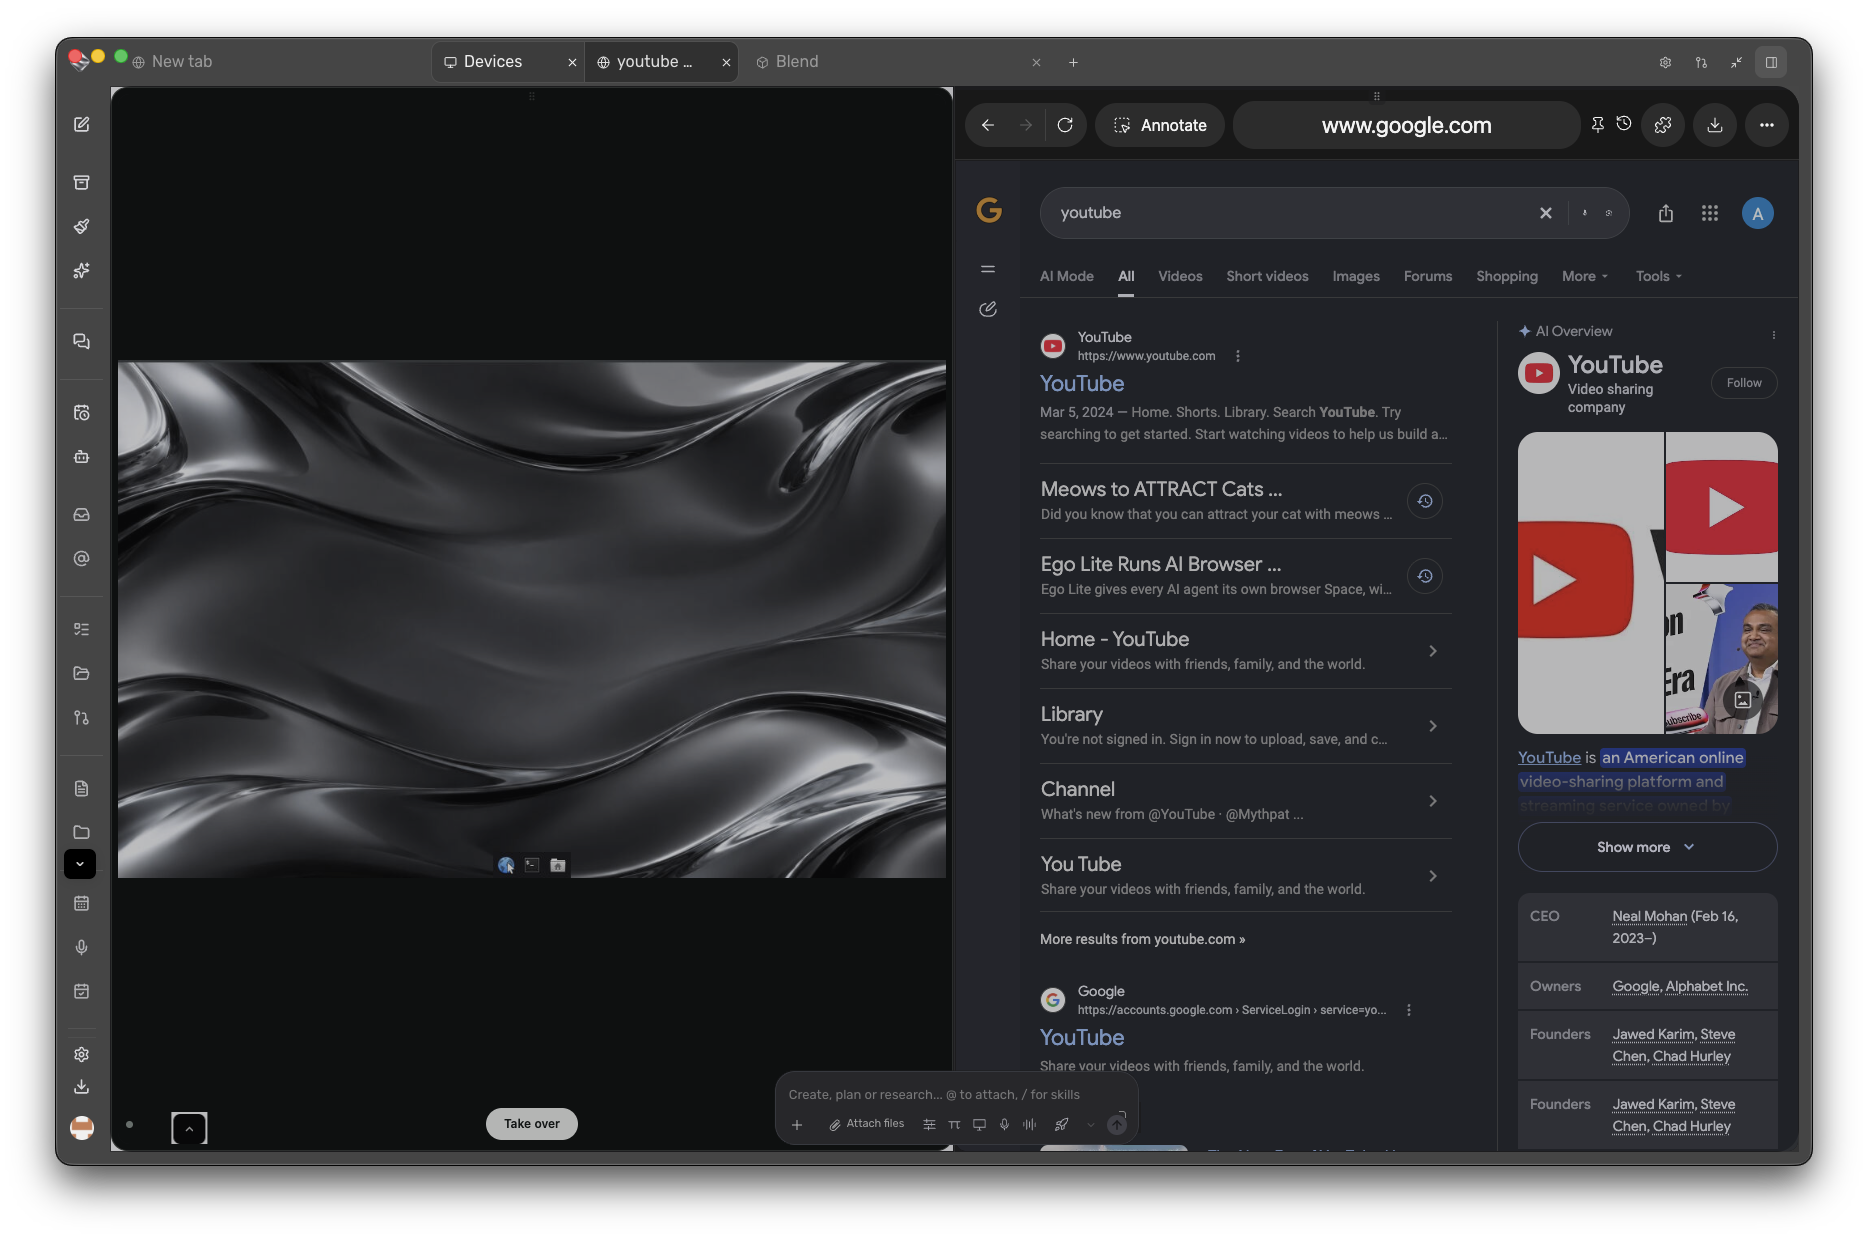 New tab
Devices
youtube ...
Blend
Annotate
www.google.com
youtube
A
AI Mode
All
Videos
Short videos
Images
Forums
Shopping
More
Tools
YouTube
https://www.youtube.com
YouTube
Mar 5, 2024 — Home. Shorts. Library. Search YouTube. Try
searching to get started. Start watching videos to help us build a...
Meows to ATTRACT Cats ...
Did you know that you can attract your cat with meows ...
Ego Lite Runs AI Browser ...
Ego Lite gives every AI agent its own browser Space, wi...
Home - YouTube
Share your videos with friends, family, and the world.
Library
You're not signed in. Sign in now to upload, save, and c...
Channel
What's new from @YouTube · @Mythpat ...
You Tube
Share your videos with friends, family, and the world.
More results from youtube.com »
Google
https://accounts.google.com › ServiceLogin › service=yo...
YouTube
Share your videos with friends, family, and the world.
AI Overview
YouTube
Video sharing
company
Follow
on
Era
ubscribe
YouTube is an American online
video-sharing platform and
streaming service owned by
Show more
CEO
Neal Mohan (Feb 16,
2023–)
Owners
Google, Alphabet Inc.
Founders
Jawed Karim, Steve
Chen, Chad Hurley
Founders
Jawed Karim, Steve
Chen, Chad Hurley
Take over
Create, plan or research... @ to attach, / for skills
Attach files